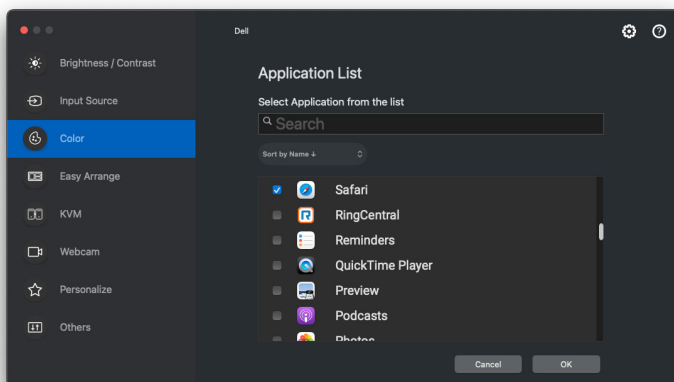 Dell
Brightness / Contrast
Input Source
Color
Easy Arrange
KVM
Webcam
Personalize
Others
Application List
Select Application from the list
Search
Sort by Name ↓
Safari
RingCentral
Reminders
QuickTime Player
Preview
Podcasts
Photos
Cancel
OK